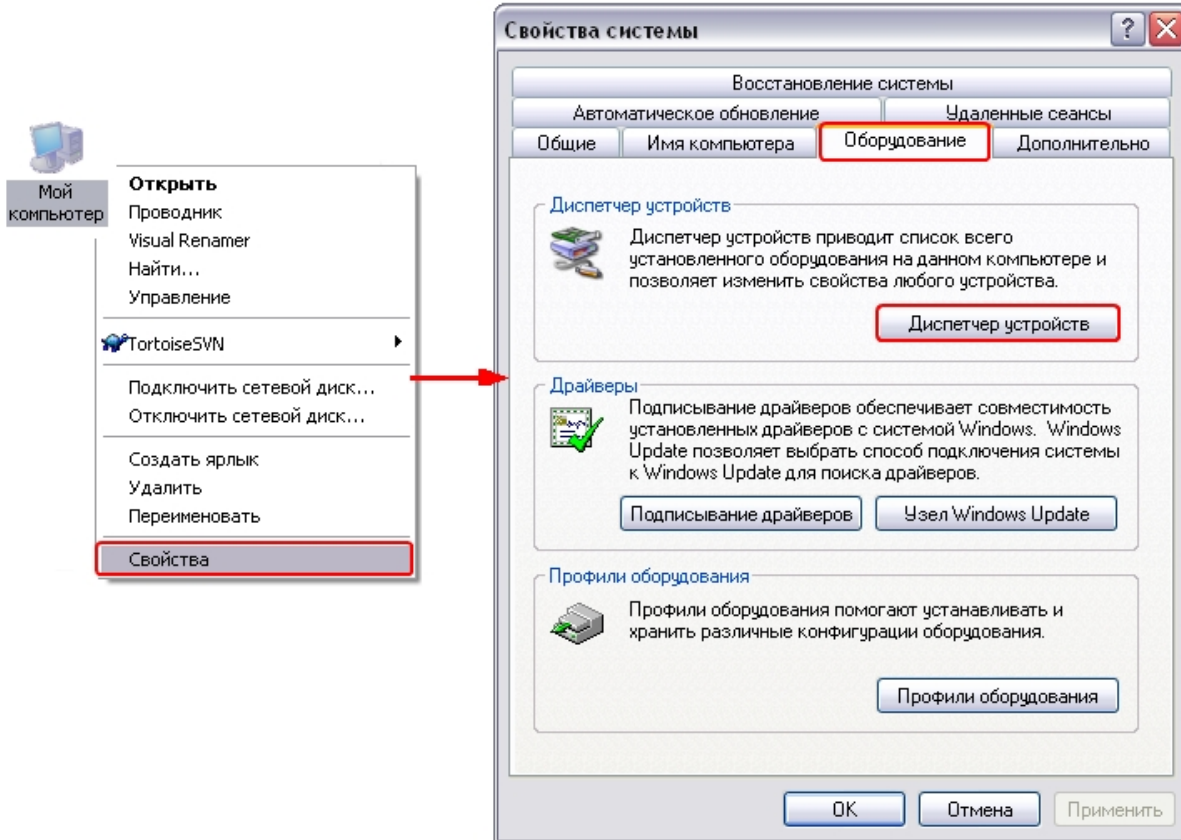 Мой
компьютер
Открыть
Проводник
Visual Renamer
Найти...
Управление
TortoiseSVN
Подключить сетевой диск...
Отключить сетевой диск...
Создать ярлык
Удалить
Переименовать
Свойства
Свойства системы
Восстановление системы
Автоматическое обновление
Удаленные сеансы
Общие
Имя компьютера
Оборудование
Дополнительно
Диспетчер устройств
Диспетчер устройств приводит список всего
установленного оборудования на данном компьютере и
позволяет изменить свойства любого устройства.
Диспетчер устройств
Драйверы
Подписывание драйверов обеспечивает совместимость
установленных драйверов с системой Windows. Windows
Update позволяет выбрать способ подключения системы
к Windows Update для поиска драйверов.
Подписывание драйверов
Узел Windows Update
Профили оборудования
Профили оборудования помогают устанавливать и
хранить различные конфигурации оборудования.
Профили оборудования
OK
Отмена
Применить